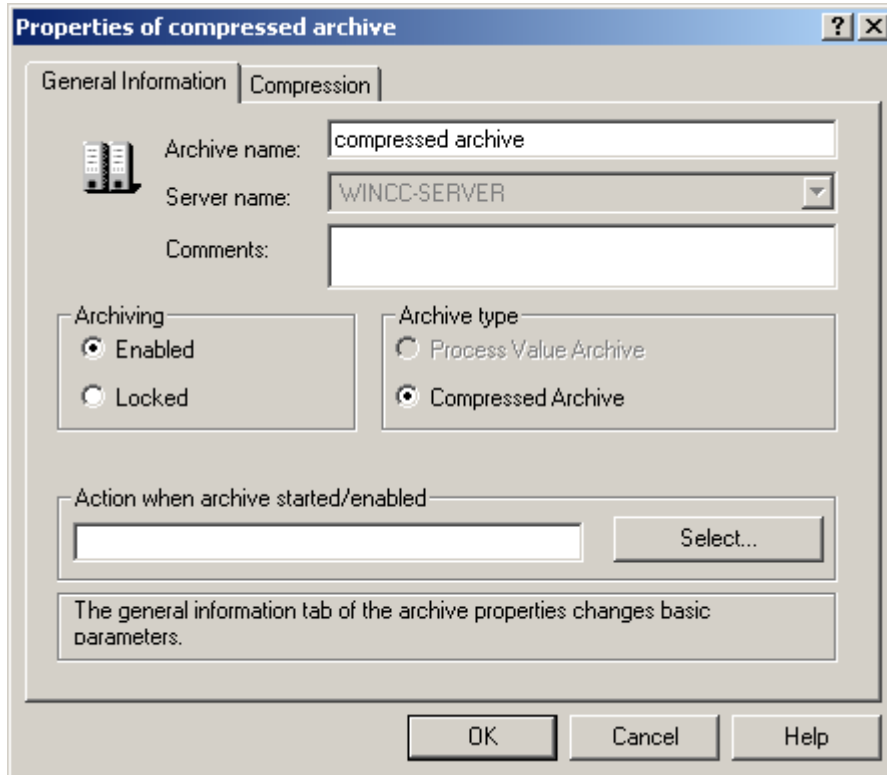 Properties of compressed archive
General Information
Compression
Archive name:
compressed archive
Server name:
WINCC-SERVER
Comments:
Archiving
Enabled
Locked
Archive type
Process Value Archive
Compressed Archive
Action when archive started/enabled
Select...
The general information tab of the archive properties changes basic
parameters.
OK
Cancel
Help